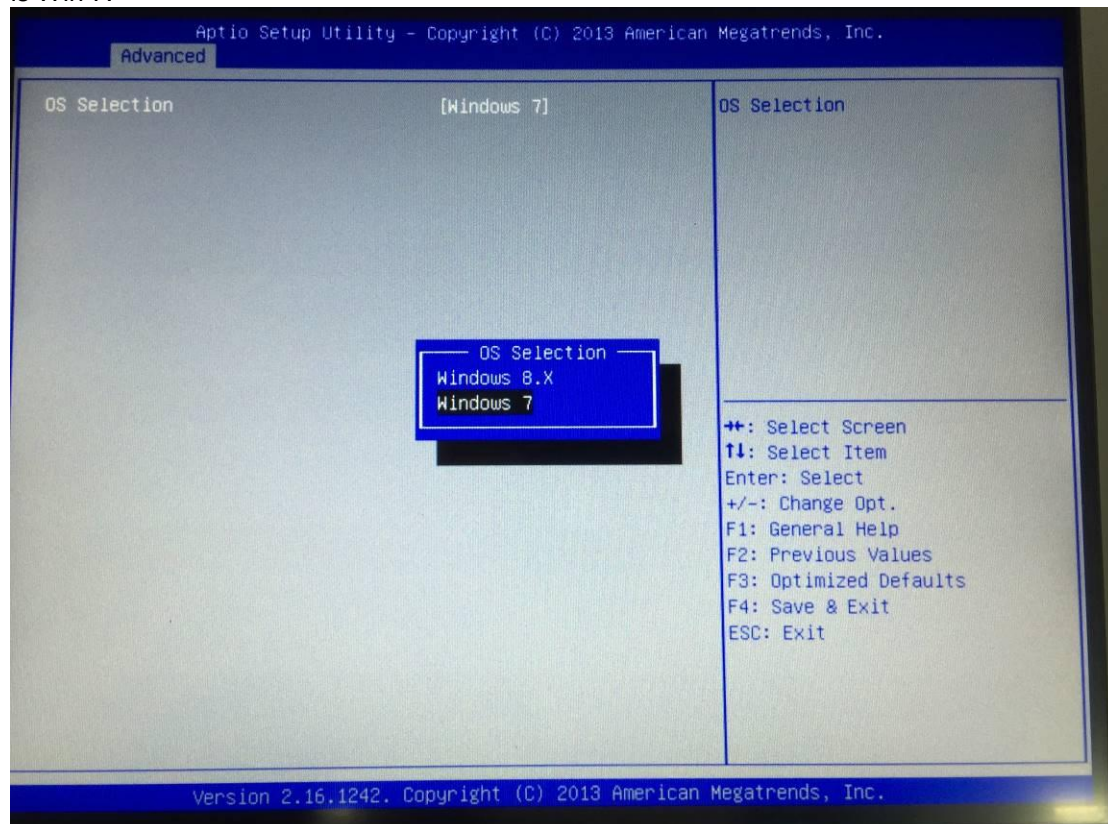 Aptio Setup Utility – Copyright (C) 2013 American Megatrends, Inc.
Advanced
OS Selection [Windows 7]
OS Selection
OS Selection
Windows 8.X
Windows 7
→←: Select Screen
↑↓: Select Item
Enter: Select
+/-: Change Opt.
F1: General Help
F2: Previous Values
F3: Optimized Defaults
F4: Save & Exit
ESC: Exit
Version 2.16.1242. Copyright (C) 2013 American Megatrends, Inc.